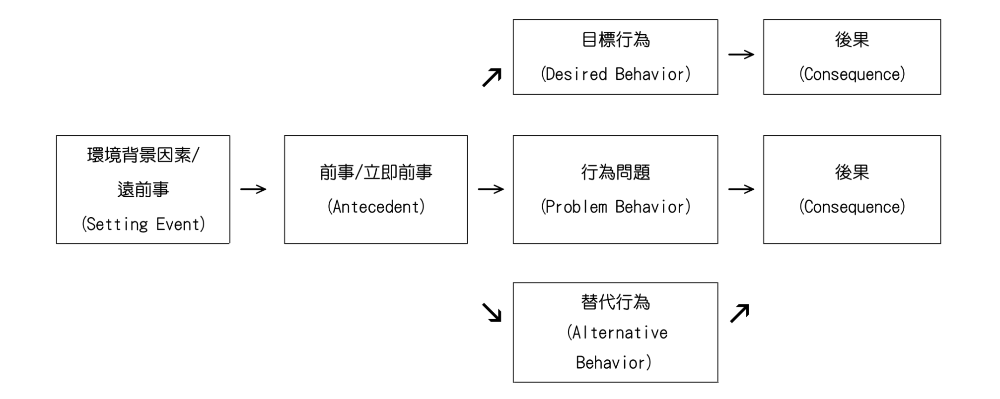 目標行為
(Desired Behavior)
→
後果
(Consequence)
↗
環境背景因素/
遠前事
(Setting Event)
→
前事/立即前事
(Antecedent)
→
行為問題
(Problem Behavior)
→
後果
(Consequence)
↘
替代行為
(Alternative
Behavior)
↗